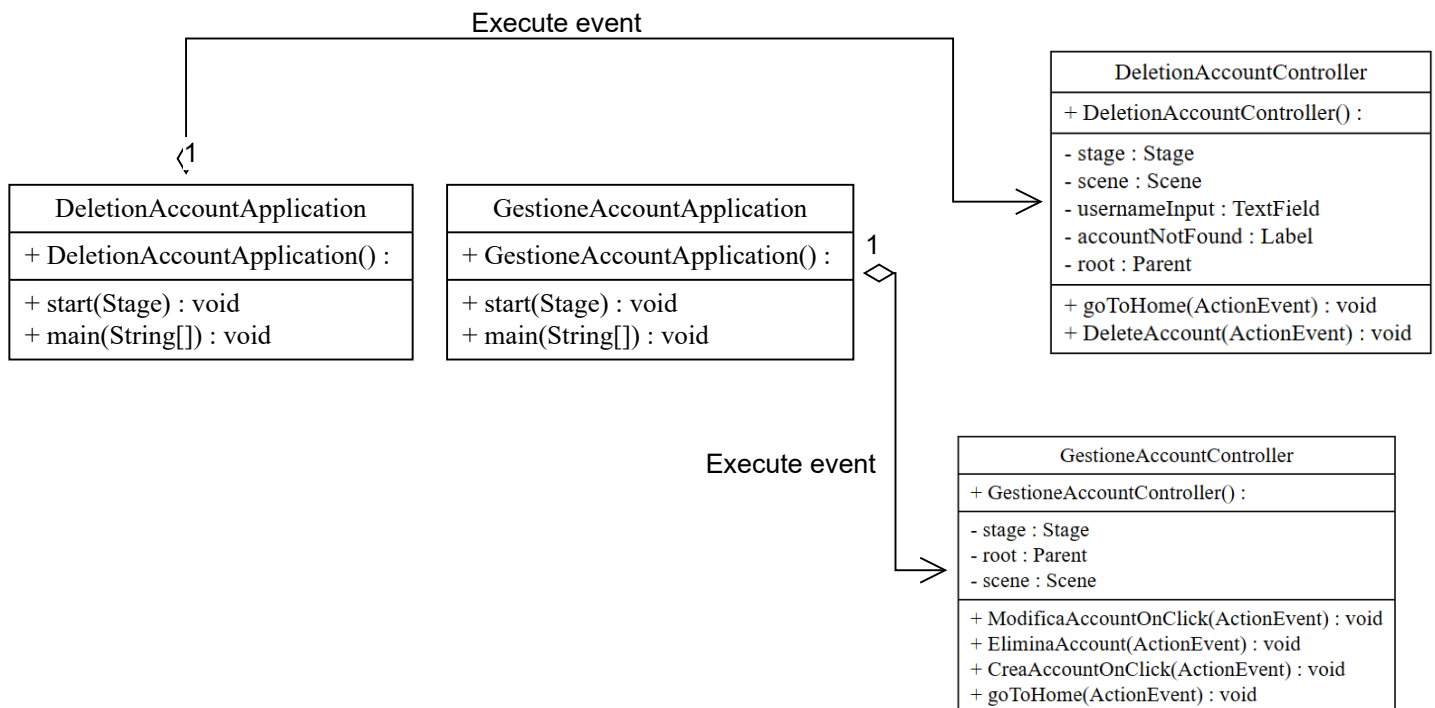 Execute event
1
DeletionAccountApplication
+ DeletionAccountApplication() :
+ start(Stage) : void
+ main(String[]) : void
GestioneAccountApplication
+ GestioneAccountApplication() :
+ start(Stage) : void
+ main(String[]) : void
1
DeletionAccountController
+ DeletionAccountController() :
- stage : Stage
- scene : Scene
- usernameInput : TextField
- accountNotFound : Label
- root : Parent
+ goToHome(ActionEvent) : void
+ DeleteAccount(ActionEvent) : void
Execute event
GestioneAccountController
+ GestioneAccountController() :
- stage : Stage
- root : Parent
- scene : Scene
+ ModificaAccountOnClick(ActionEvent) : void
+ EliminaAccount(ActionEvent) : void
+ CreaAccountOnClick(ActionEvent) : void
+ goToHome(ActionEvent) : void